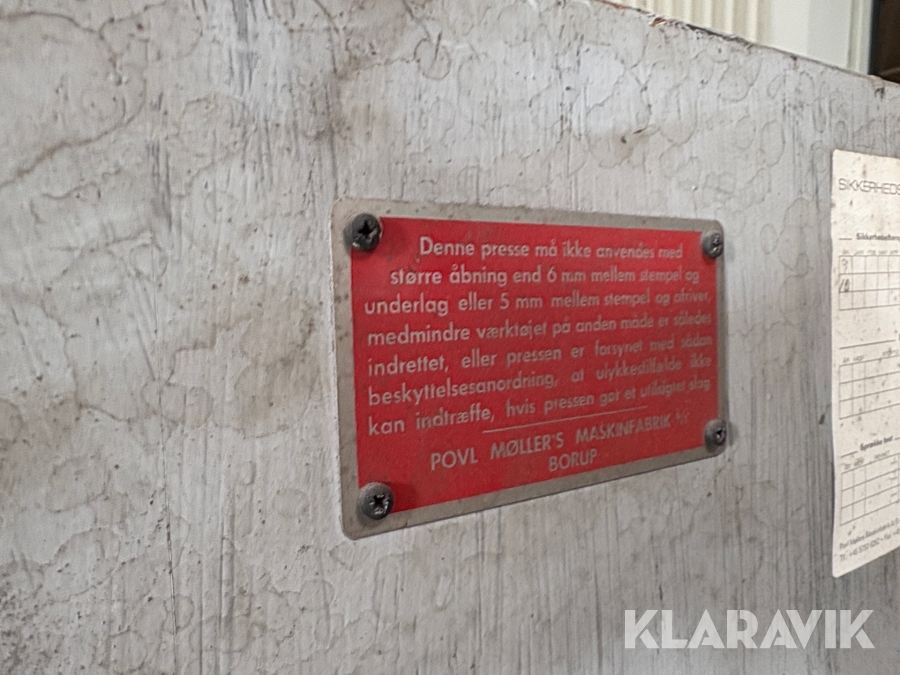 Denne presse må ikke anvendes med
større åbning end 6 mm mellem stempel og
underlag eller 5 mm mellem stempel og afriver,
medmindre værktøjet på anden måde er således
indrettet, eller pressen er forsynet med sådan
beskyttelsesanordning, at ulykkestilfælde ikke
kan indtræffe, hvis pressen gør et utilsigtet slag
POVL MØLLER'S MASKINFABRIK A/S
BORUP
SIKKERHEDS
KLARAVIK